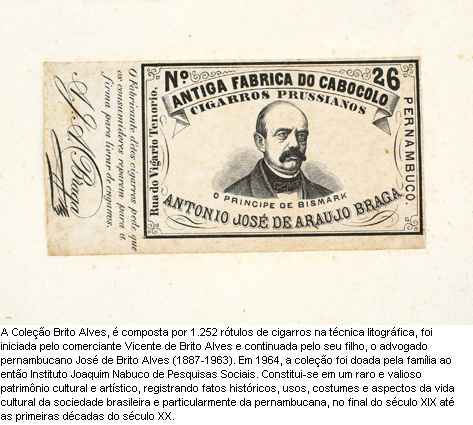 O Fabricante d'êtes cigarros pede que
os consumidores reparem para a
firma para livrar de enganos.
A J A Braga
Rua do Vigario Tenorio.
Nº 26
ANTIGA FABRICA DO CABOCOLO
CIGARROS PRUSSIANOS
O PRINCIPE DE BISMARK
ANTONIO JOSÉ DE ARAUJO BRAGA
PERNAMBUCO.
A Coleção Brito Alves, é composta por 1.252 rótulos de cigarros na técnica litográfica, foi
iniciada pelo comerciante Vicente de Brito Alves e continuada pelo seu filho, o advogado
pernambucano José de Brito Alves (1887-1963). Em 1964, a coleção foi doada pela família ao
então Instituto Joaquim Nabuco de Pesquisas Sociais. Constitui-se em um raro e valioso
patrimônio cultural e artístico, registrando fatos históricos, usos, costumes e aspectos da vida
cultural da sociedade brasileira e particularmente da pernambucana, no final do século XIX até
as primeiras décadas do século XX.